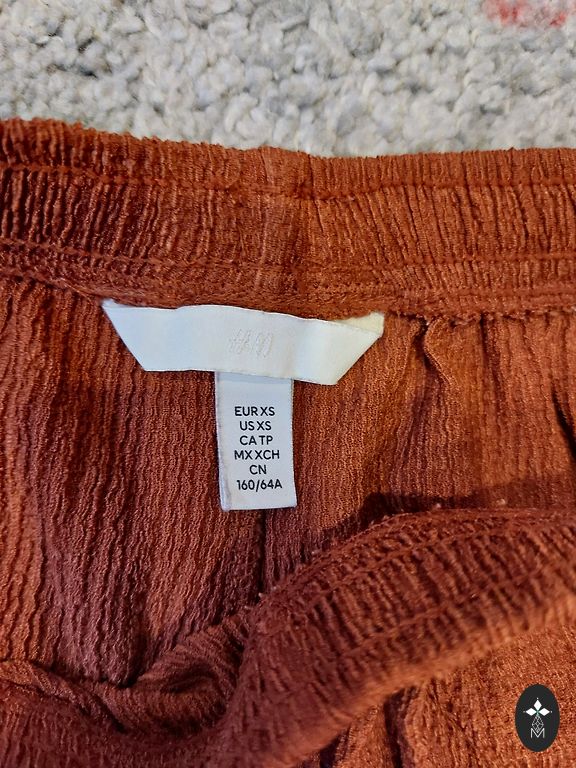 H&M
EUR XS
US XS
CA TP
MX XCH
CN
160/64A